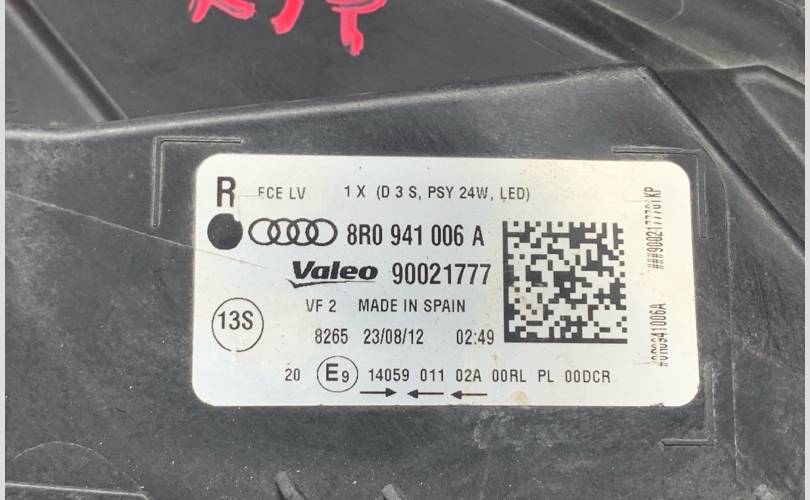 R ECE LV 1 X (D 3 S, PSY 24W, LED)
8R0 941 006 A
Valeo 90021777
VF 2 MADE IN SPAIN
13S
8265 23/08/12 02:49
20 E9 14059 011 02A 00RL PL 00DCR
#8R0941006A